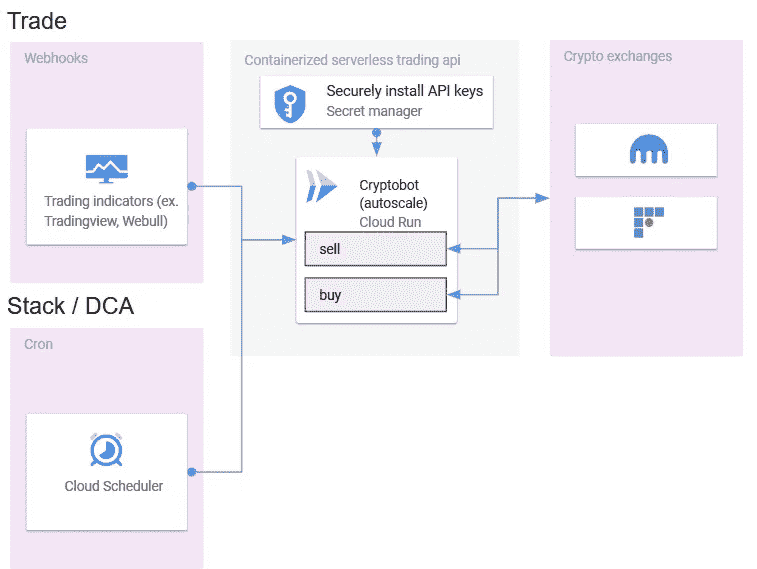 Trade
Webhooks
Trading indicators (ex.
Tradingview, Webull)
Stack / DCA
Cron
Cloud Scheduler
Containerized serverless trading api
Securely install API keys
Secret manager
Cryptobot
(autoscale)
Cloud Run
sell
buy
Crypto exchanges